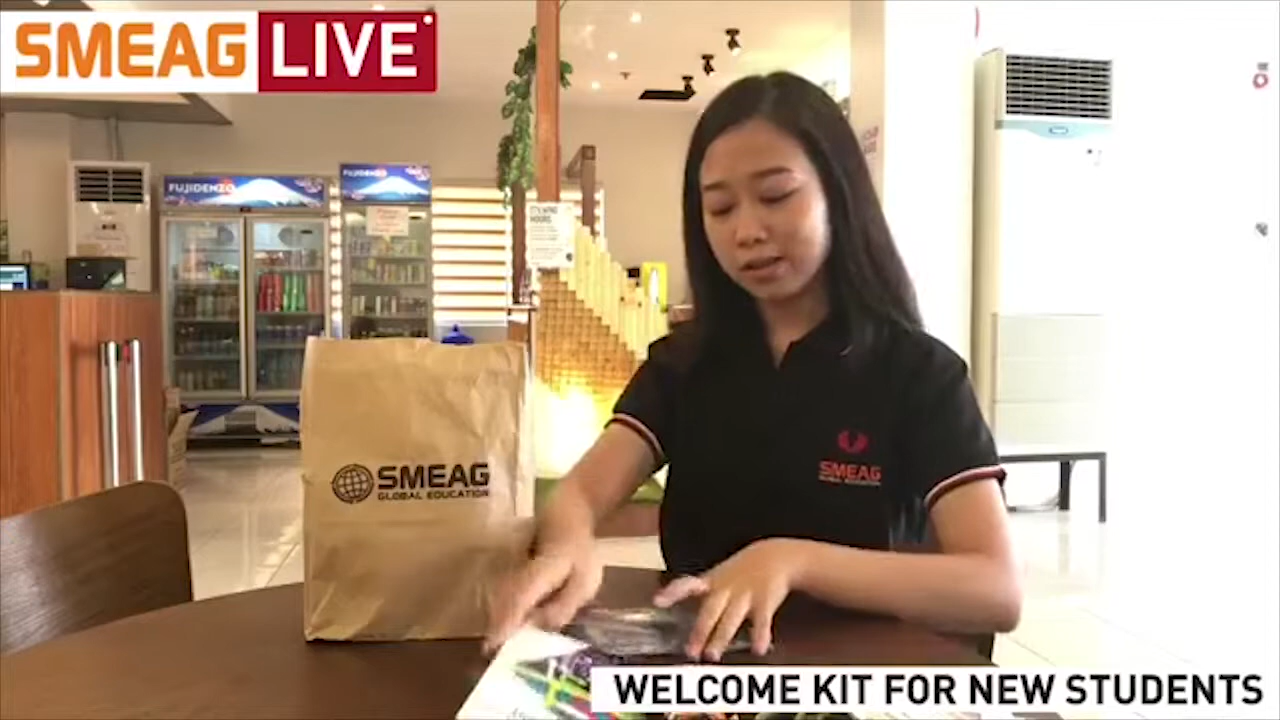 SMEAG LIVE
FUJIDENZO
FUJIDENZO
SMEAG
GLOBAL EDUCATION
SMEAG
GLOBAL EDUCATION
WELCOME KIT FOR NEW STUDENTS